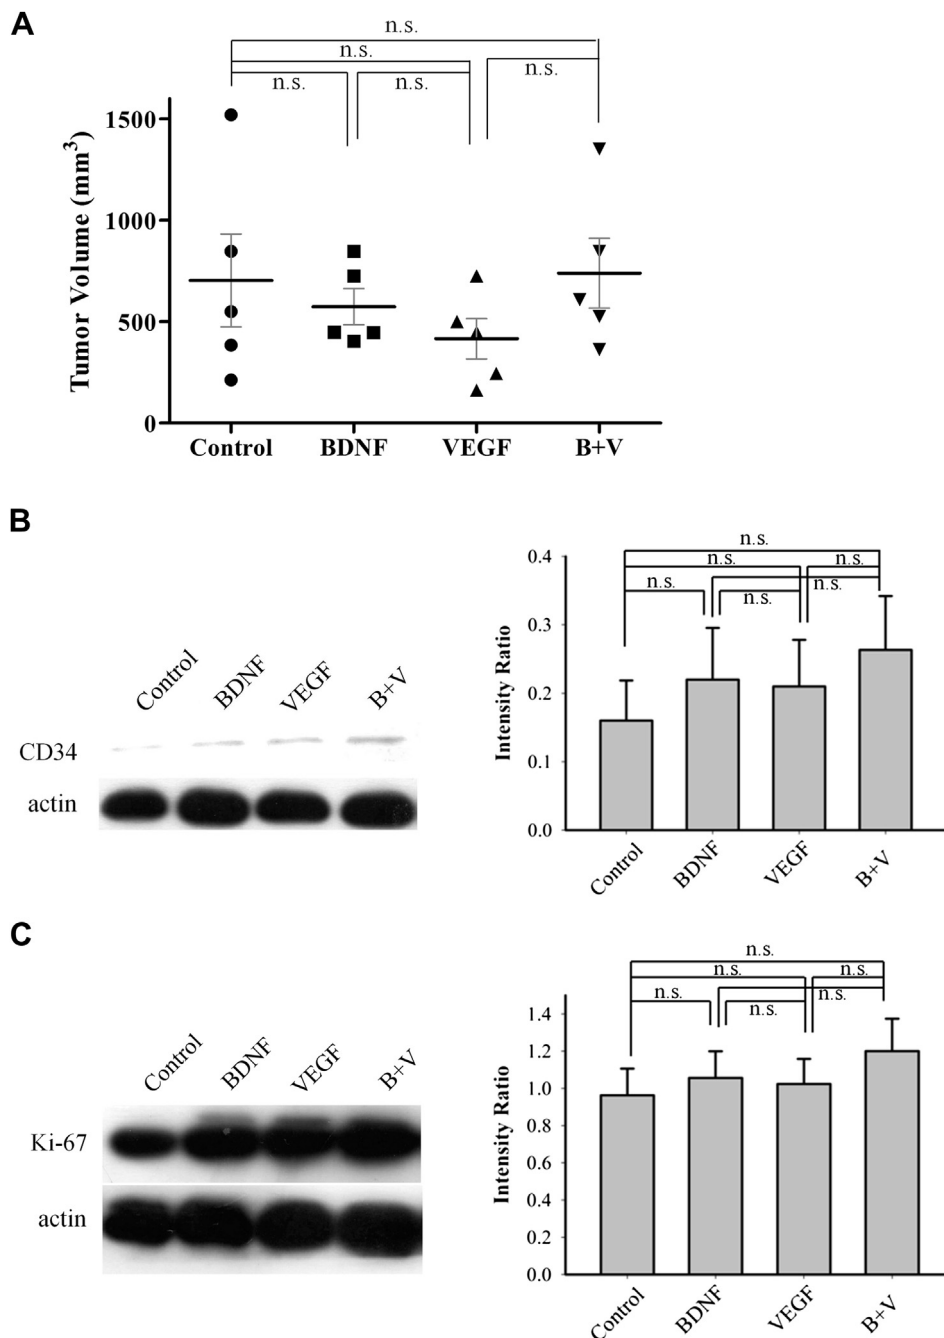 A
n.s.
n.s.
n.s. n.s. n.s.
Tumor Volume (mm³)
1500
1000
500
0
Control BDNF VEGF B+V
B
Control BDNF VEGF B+V
CD34
actin
n.s.
n.s. n.s.
n.s. n.s.
n.s.
Intensity Ratio
0.4
0.3
0.2
0.1
0.0
Control BDNF VEGF B+V
C
Control BDNF VEGF B+V
Ki-67
actin
n.s.
n.s. n.s.
n.s. n.s.
n.s.
Intensity Ratio
1.4
1.2
1.0
0.8
0.6
0.4
0.2
0.0
Control BDNF VEGF B+V